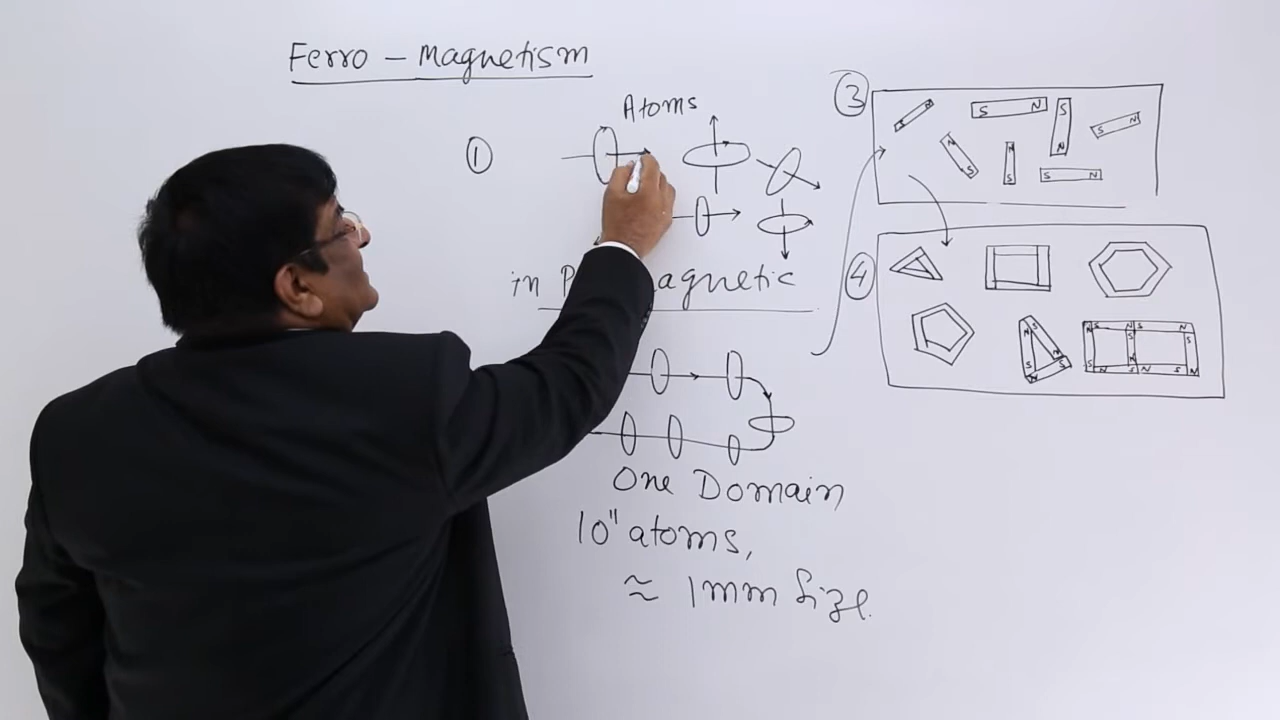 Ferro - Magnetism
① Atoms
in P agnetic
One Domain
10" atoms,
≈ 1mm Size.
③
S N S N
S N
N S N
S N
S
④
S N S N
N S S N
S N S N
S N S N
N S N S N